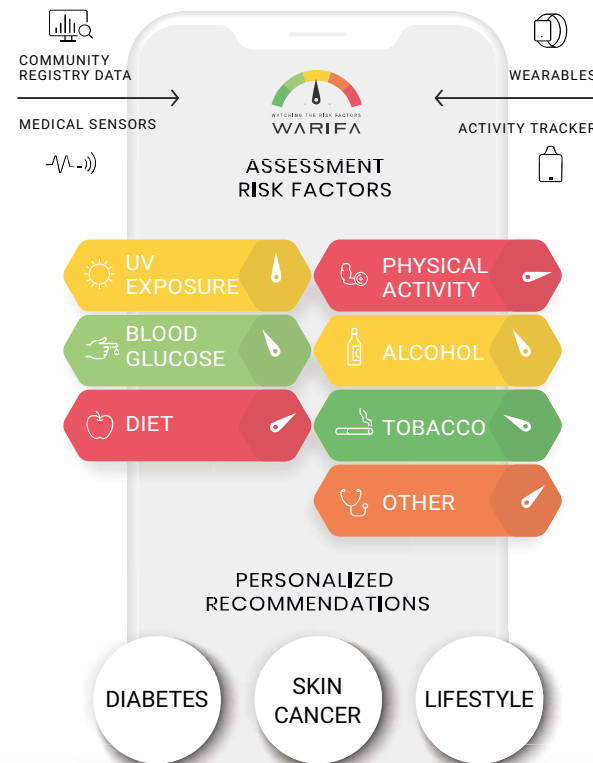 COMMUNITY
REGISTRY DATA
WEARABLES
MEDICAL SENSORS
ACTIVITY TRACKER
WATCHING THE RISK FACTORS
WARIFA
ASSESSMENT
RISK FACTORS
UV
EXPOSURE
PHYSICAL
ACTIVITY
BLOOD
GLUCOSE
ALCOHOL
DIET
TOBACCO
OTHER
PERSONALIZED
RECOMMENDATIONS
DIABETES
SKIN
CANCER
LIFESTYLE